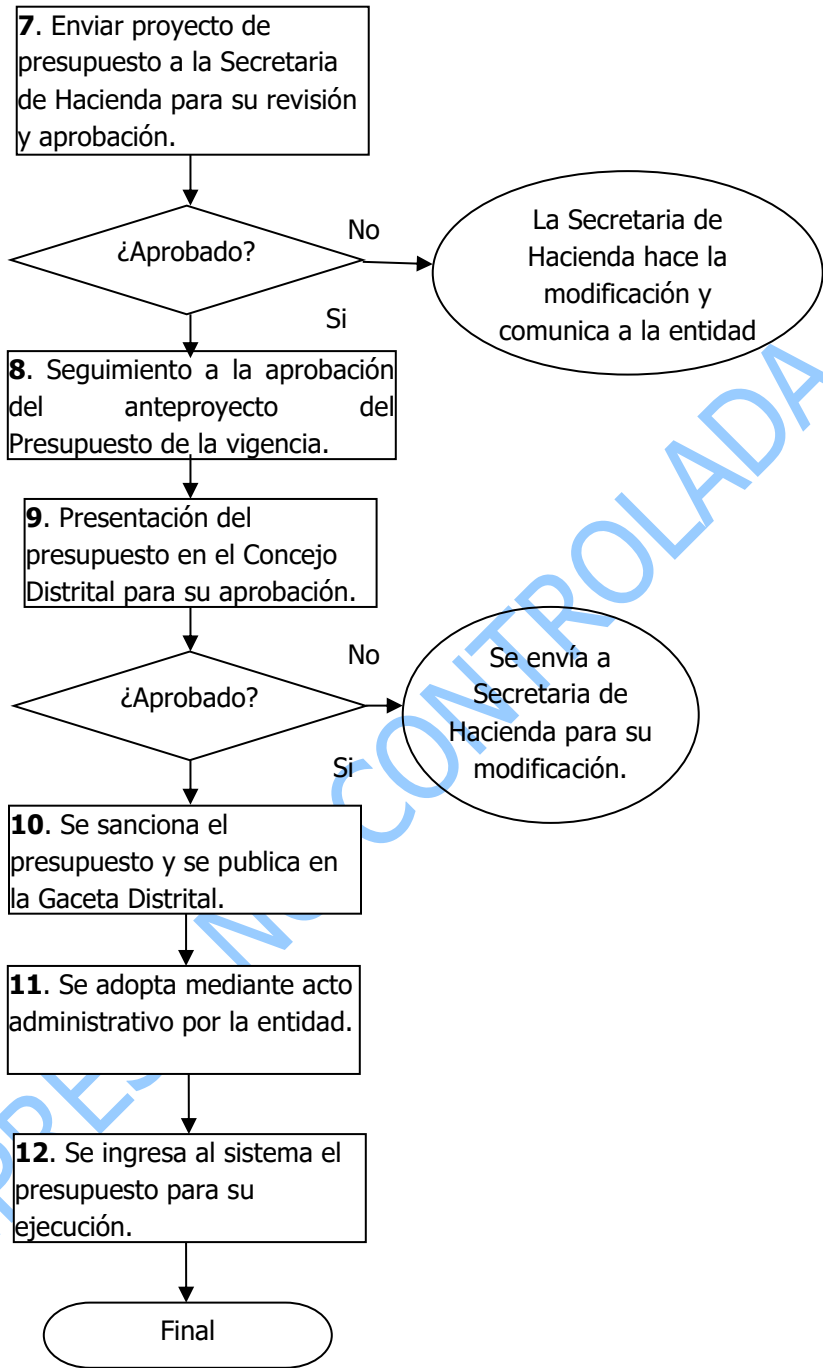 7. Enviar proyecto de
presupuesto a la Secretaria
de Hacienda para su revisión
y aprobación.
¿Aprobado?
No
La Secretaria de
Hacienda hace la
modificación y
comunica a la entidad
Si
8. Seguimiento a la aprobación
del anteproyecto del
Presupuesto de la vigencia.
9. Presentación del
presupuesto en el Concejo
Distrital para su aprobación.
¿Aprobado?
No
Se envía a
Secretaria de
Hacienda para su
modificación.
Si
10. Se sanciona el
presupuesto y se publica en
la Gaceta Distrital.
11. Se adopta mediante acto
administrativo por la entidad.
12. Se ingresa al sistema el
presupuesto para su
ejecución.
Final
CONTROLADA